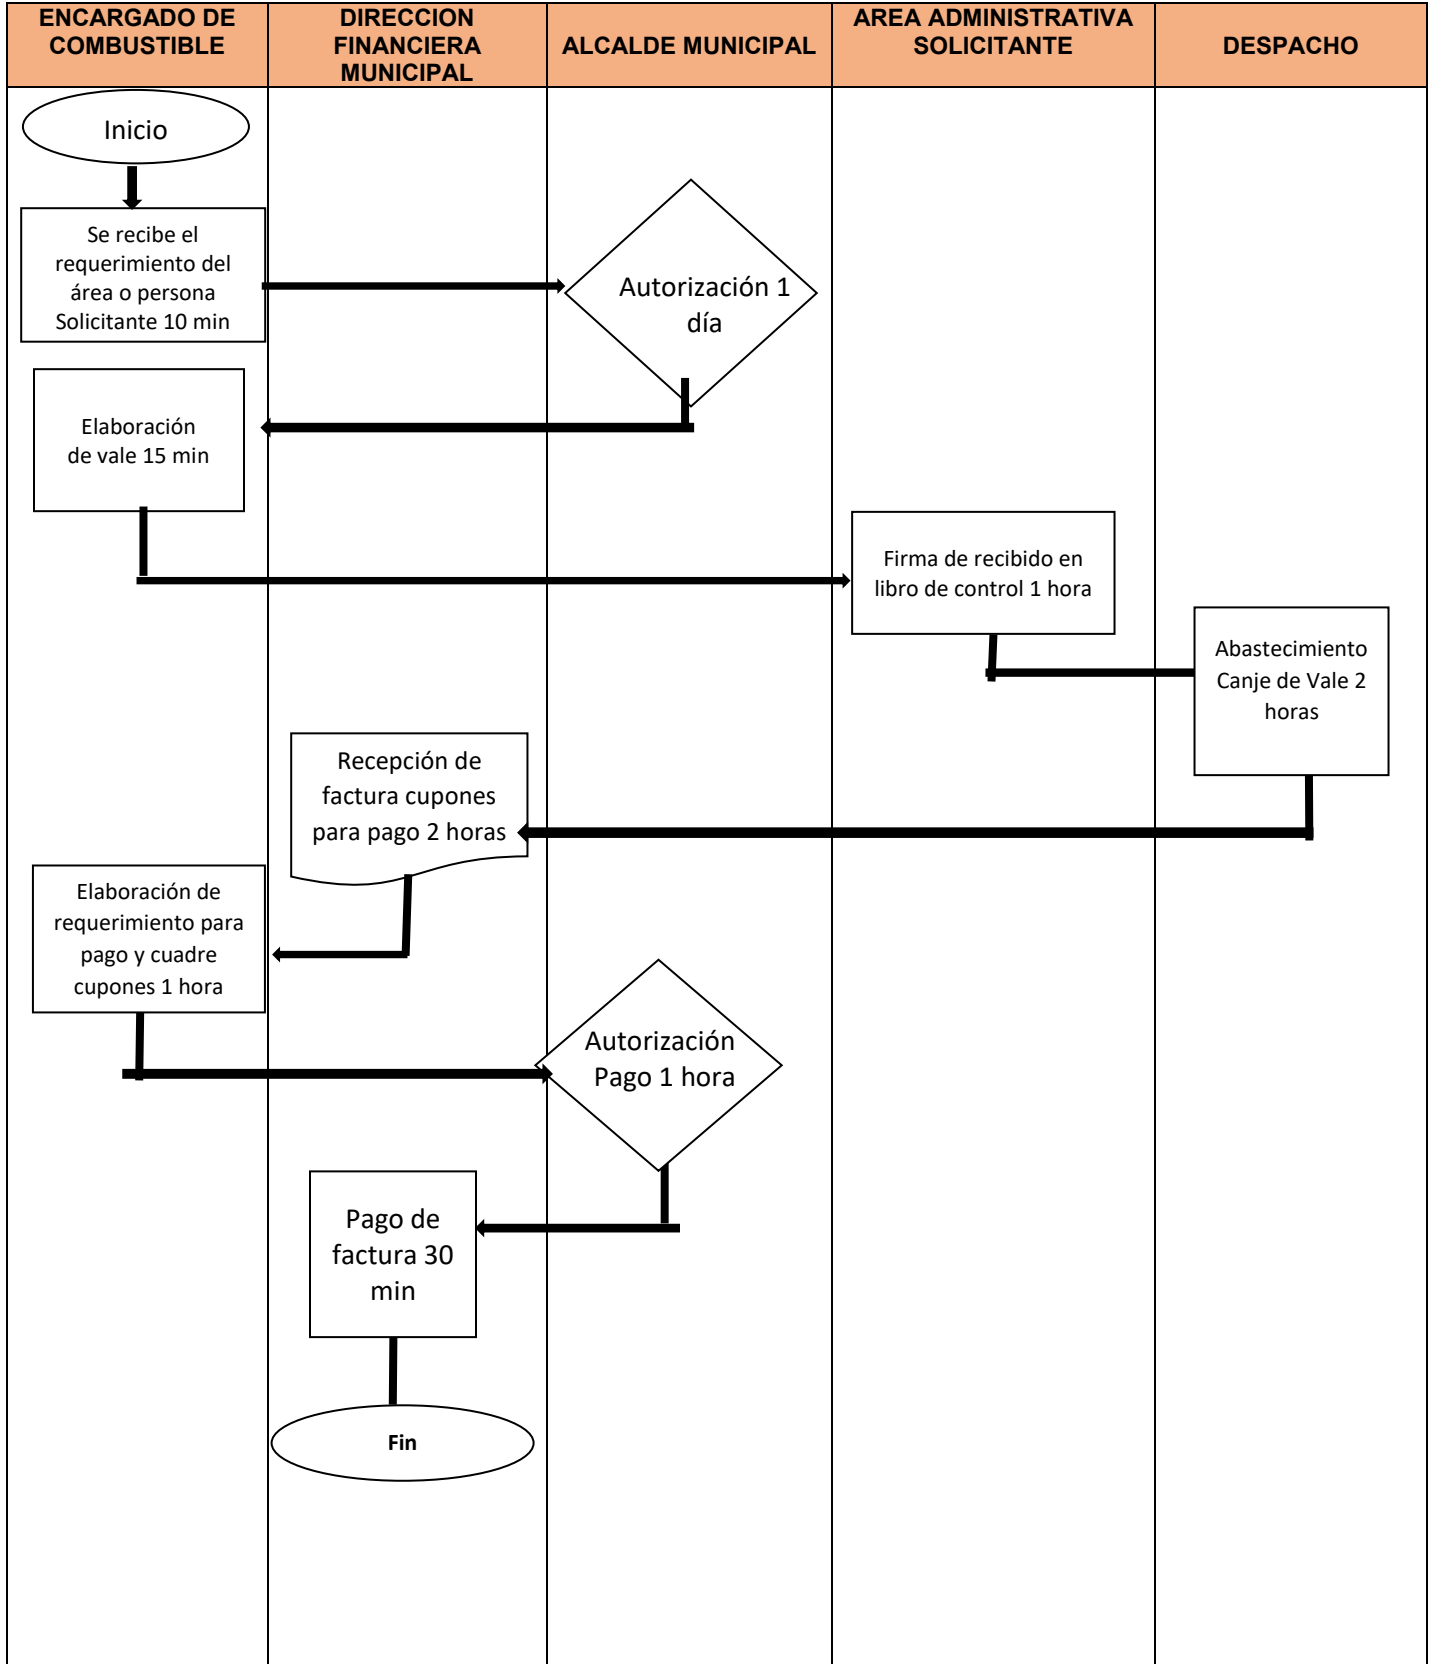 ENCARGADO DE
COMBUSTIBLE
DIRECCION
FINANCIERA
MUNICIPAL
ALCALDE MUNICIPAL
AREA ADMINISTRATIVA
SOLICITANTE
DESPACHO
Inicio
Se recibe el
requerimiento del
área o persona
Solicitante 10 min
Autorización 1
día
Elaboración
de vale 15 min
Firma de recibido en
libro de control 1 hora
Abastecimiento
Canje de Vale 2
horas
Recepción de
factura cupones
para pago 2 horas
Elaboración de
requerimiento para
pago y cuadre
cupones 1 hora
Autorización
Pago 1 hora
Pago de
factura 30
min
Fin